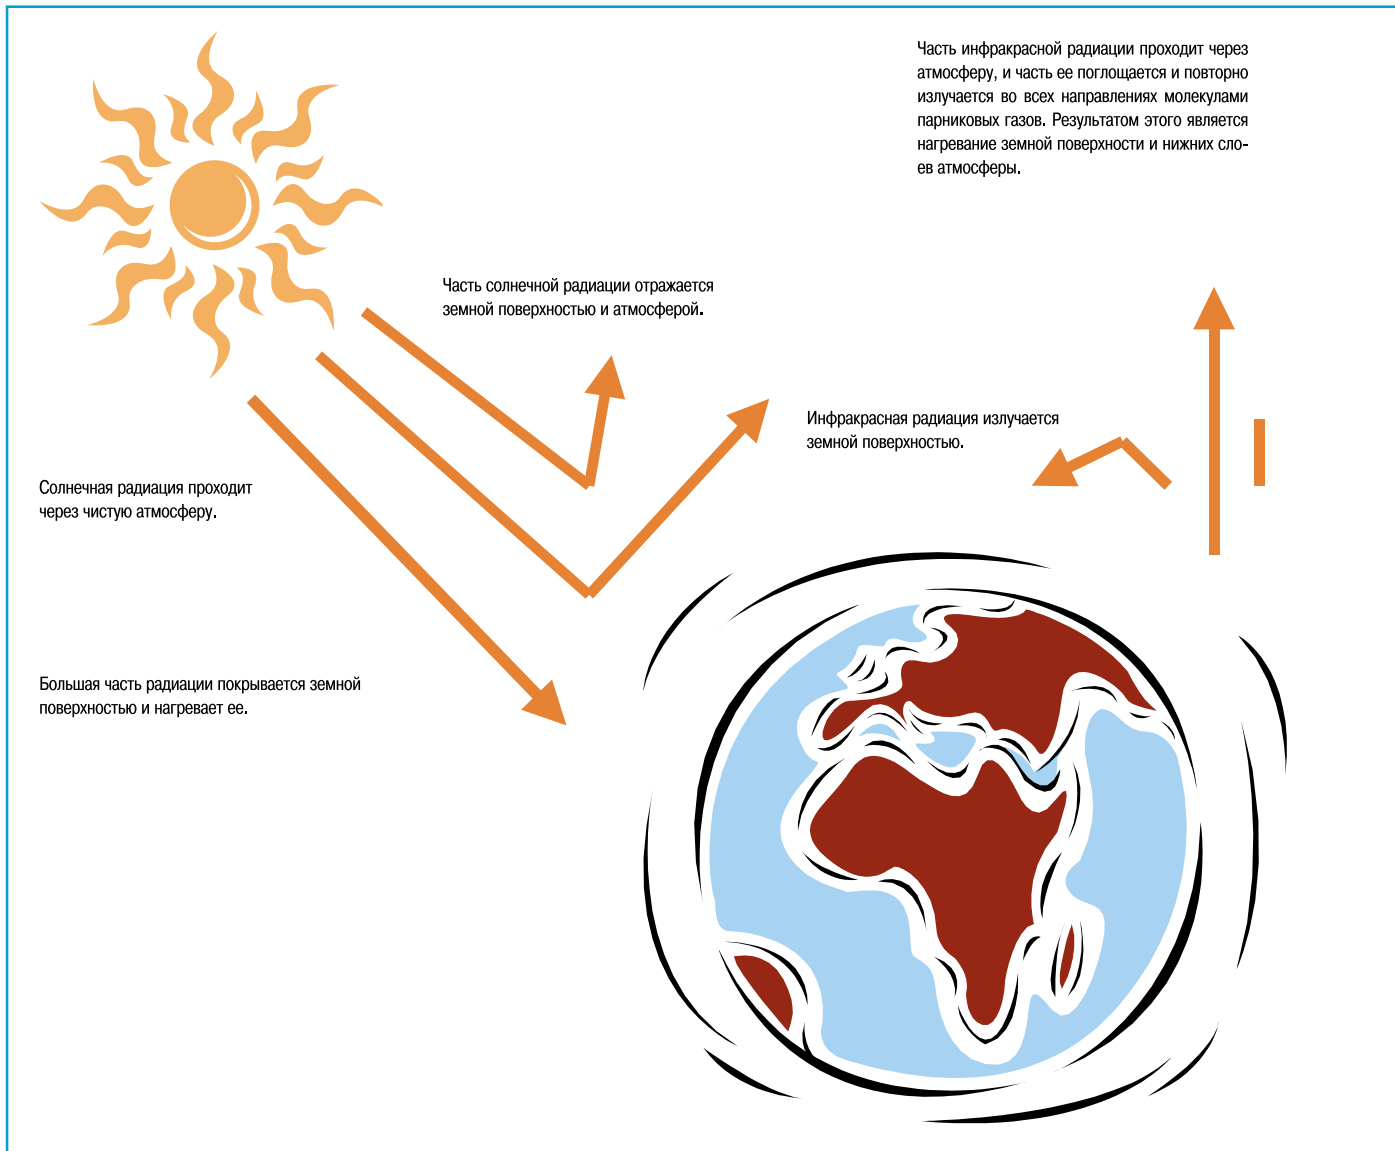 Часть инфракрасной радиации проходит через
атмосферу, и часть ее поглощается и повторно
излучается во всех направлениях молекулами
парниковых газов. Результатом этого является
нагревание земной поверхности и нижних сло-
ев атмосферы.
Часть солнечной радиации отражается
земной поверхностью и атмосферой.
Инфракрасная радиация излучается
земной поверхностью.
Солнечная радиация проходит
через чистую атмосферу.
Большая часть радиации покрывается земной
поверхностью и нагревает ее.